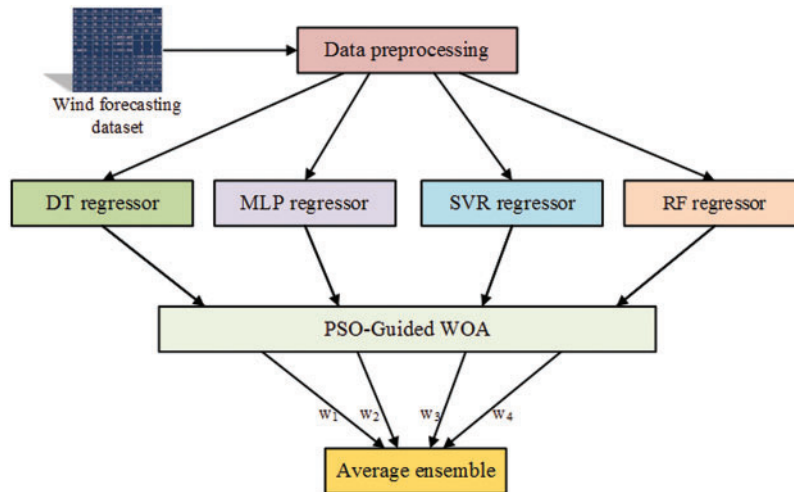 Data preprocessing
Wind forecasting
dataset
DT regressor
MLP regressor
SVR regressor
RF regressor
PSO-Guided WOA
w1
w2
w3
w4
Average ensemble